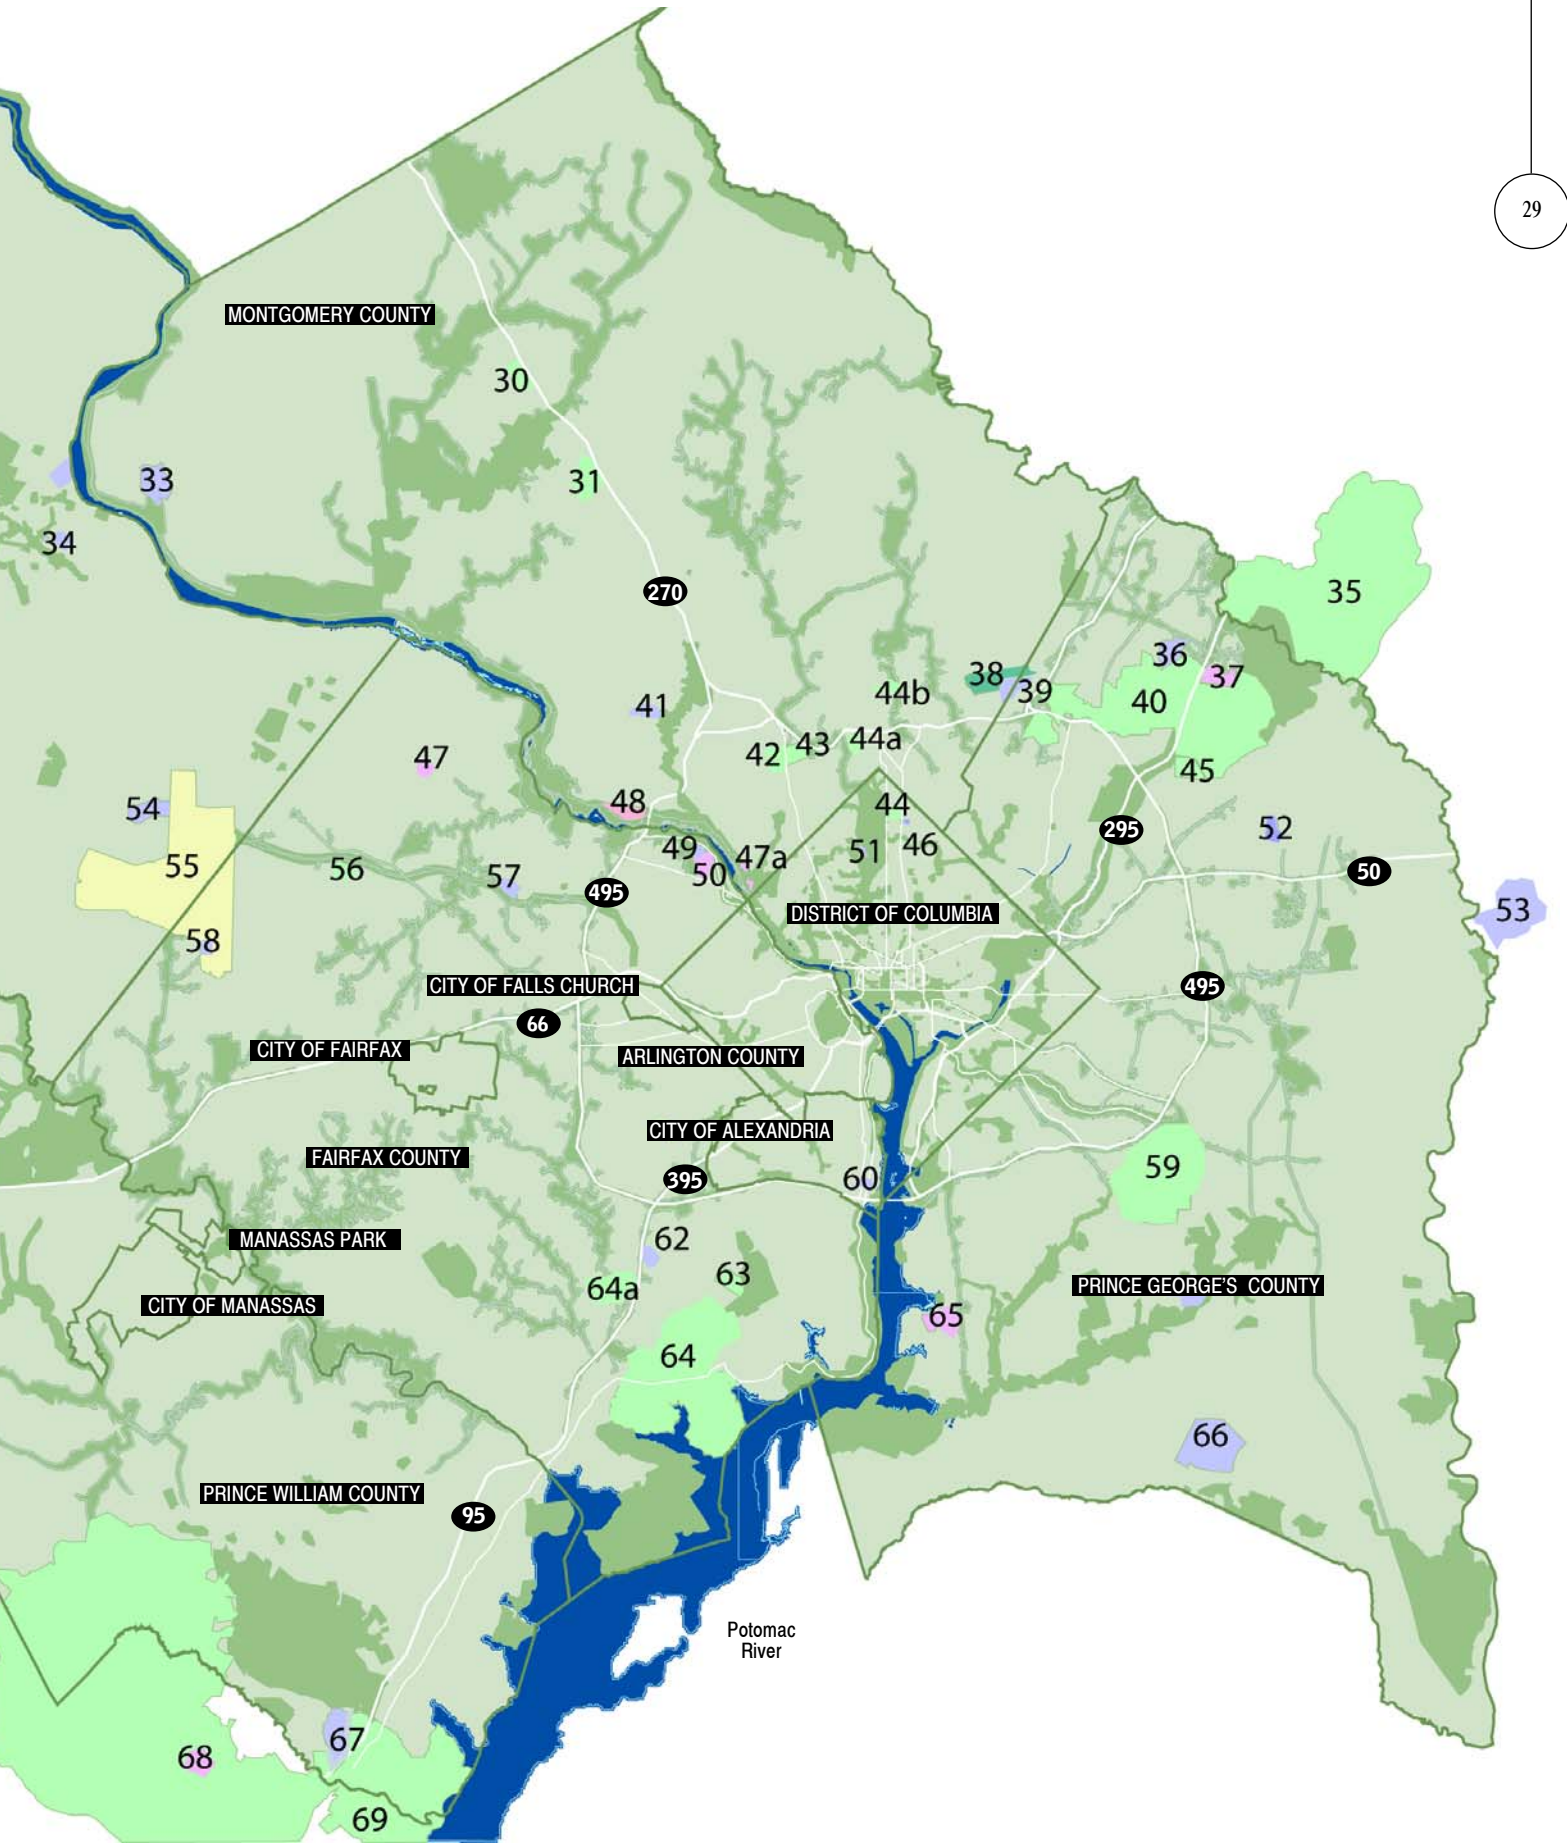 29
MONTGOMERY COUNTY
30
33
31
34
270
35
36
37
38
39
40
44b
41
42
43
44a
47
45
48
44
54
52
295
49
47a
51
46
55
56
57
50
50
495
53
DISTRICT OF COLUMBIA
58
CITY OF FALLS CHURCH
495
66
CITY OF FAIRFAX
ARLINGTON COUNTY
CITY OF ALEXANDRIA
FAIRFAX COUNTY
59
395
60
MANASSAS PARK
62
63
64a
PRINCE GEORGE'S COUNTY
CITY OF MANASSAS
65
64
66
PRINCE WILLIAM COUNTY
95
Potomac
River
67
68
69